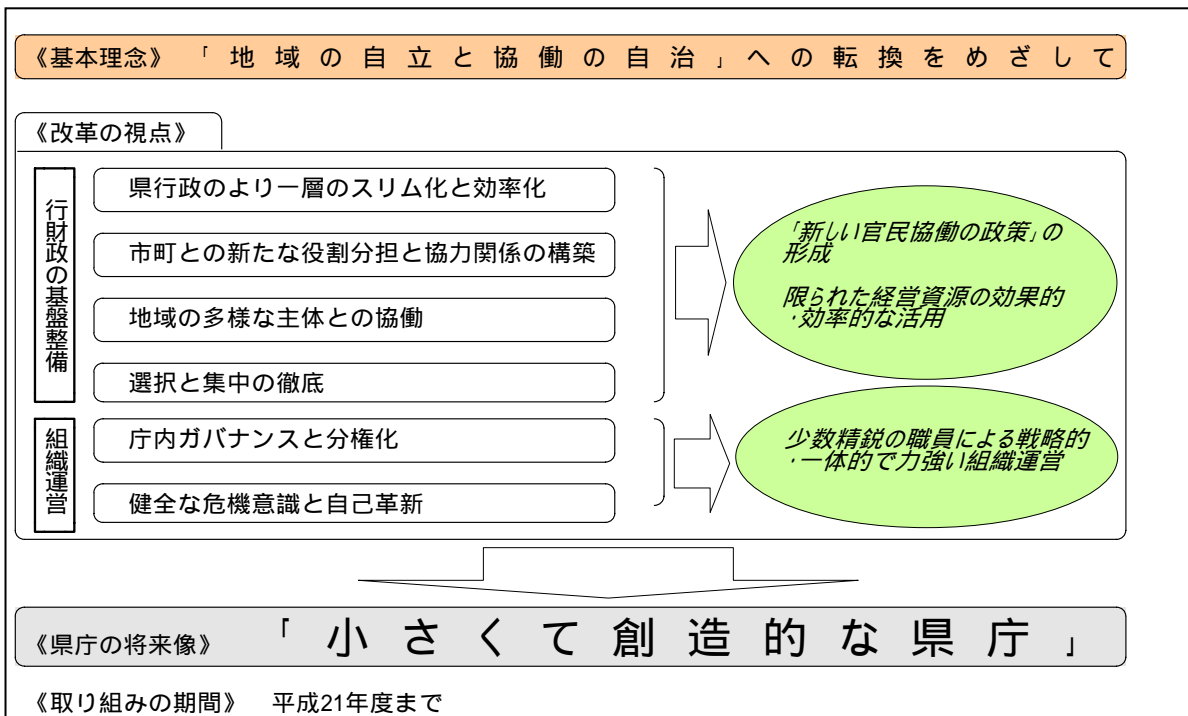 《基本理念》 「地域の自立と協働の自治」への転換をめざして
《改革の視点》
行財政の基盤整備
県行政のより一層のスリム化と効率化
市町との新たな役割分担と協力関係の構築
地域の多様な主体との協働
選択と集中の徹底
「新しい官民協働の政策」の
形成
限られた経営資源の効果的
・効率的な活用
組織運営
庁内ガバナンスと分権化
健全な危機意識と自己革新
少数精鋭の職員による戦略的
・一体的で力強い組織運営
《県庁の将来像》 「小さくて創造的な県庁」
《取り組みの期間》 平成21年度まで